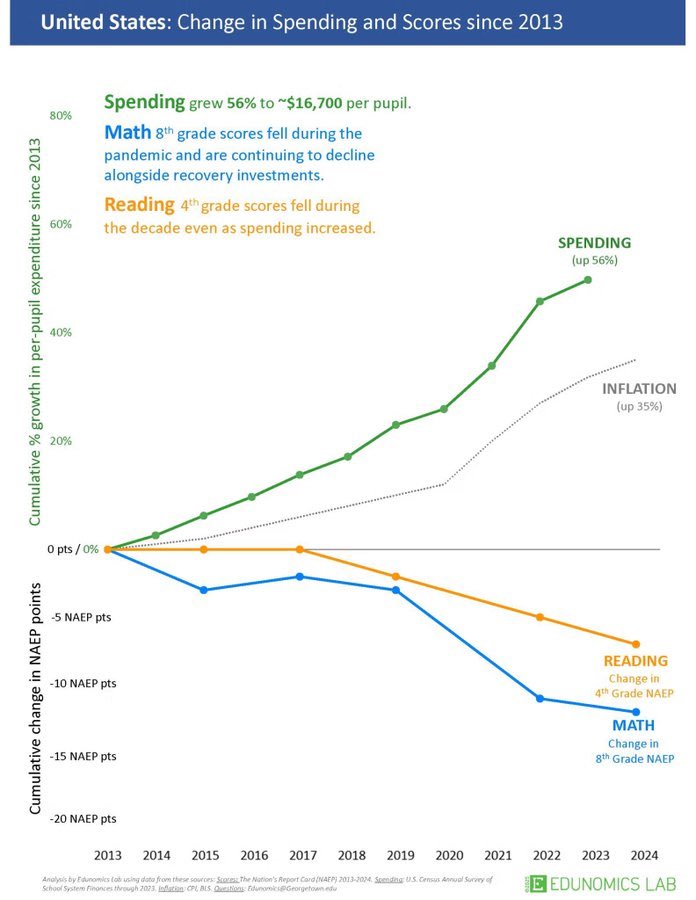 United States: Change in Spending and Scores since 2013
Spending grew 56% to ~$16,700 per pupil.
Math 8th grade scores fell during the
pandemic and are continuing to decline
alongside recovery investments.
Reading 4th grade scores fell during
the decade even as spending increased.
Cumulative % growth in per-pupil expenditure since 2013
80%
60%
40%
20%
0 pts / 0%
SPENDING
(up 56%)
INFLATION
(up 35%)
Cumulative change in NAEP points
-5 NAEP pts
-10 NAEP pts
-15 NAEP pts
-20 NAEP pts
READING
Change in
4th Grade NAEP
MATH
Change in
8th Grade NAEP
2013 2014 2015 2016 2017 2018 2019 2020 2021 2022 2023 2024
Analysis by Edunomics Lab using data from these sources: Scores: The Nation's Report Card (NAEP) 2013-2024. Spending: U.S. Census Annual Survey of
School System Finances through 2023. Inflation: CPI, BLS. Questions: Edunomics@Georgetown.edu
EDUNOMICS LAB